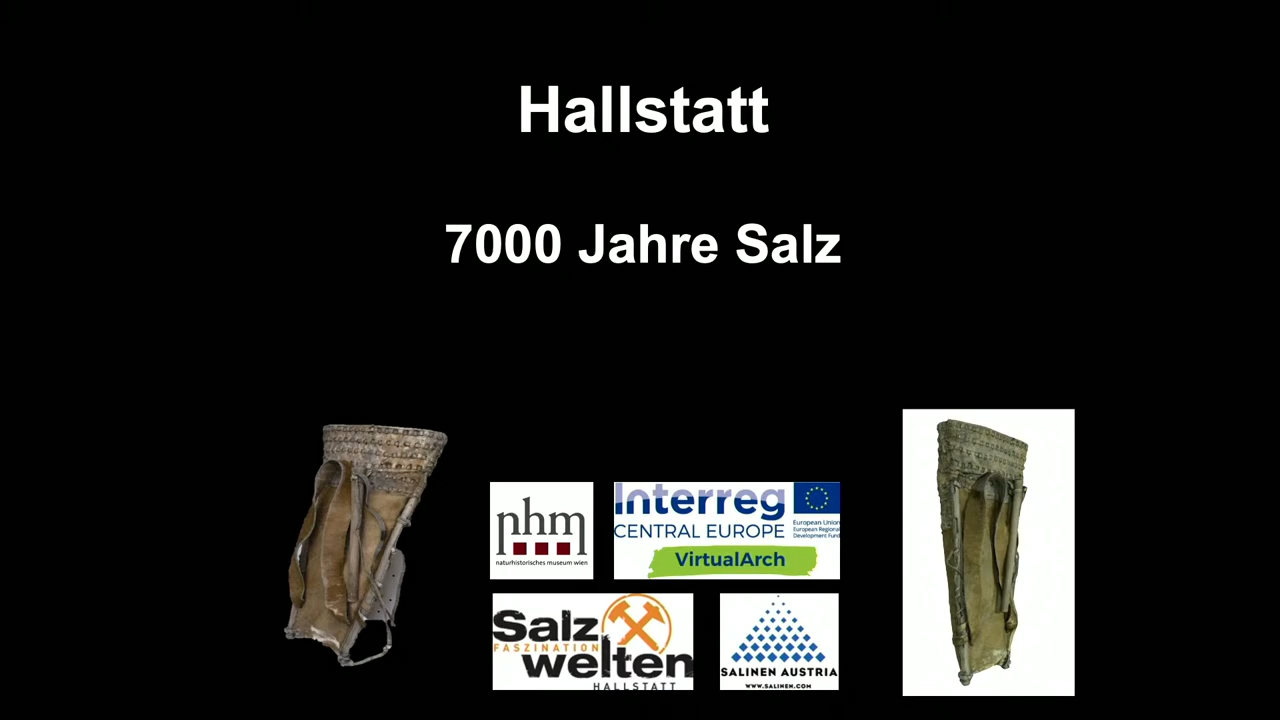 Hallstatt
7000 Jahre Salz
nhm
naturhistorisches museum wien
Interreg
CENTRAL EUROPE
European Union
European Regional
Development Fund
VirtualArch
Salz
FASZINATION
welten
HALLSTATT
SALINEN AUSTRIA
WWW.SALINEN.COM